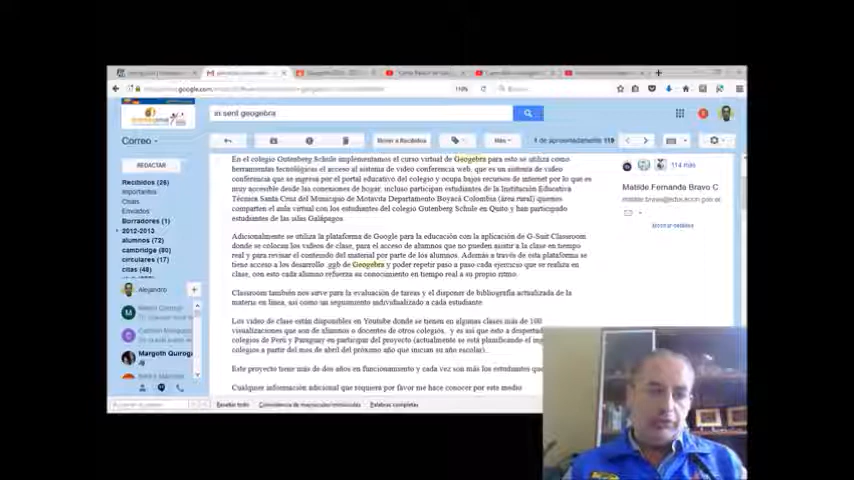 in:sent geogebra
Correo
Mover a Recibidos
Más
REDACTAR
Recibidos (26)
Importantes
Chats
Enviados
Borradores (1)
2012-2013
alumnos (72)
cambridge (80)
circulares (17)
citas (48)
Alejandro
Margoth Quiroga
En el colegio Gutenberg Schule implementamos el curso virtual de Geogebra para esto se utiliza como
herramientas tecnológicas el acceso al sistema de video conferencia web, que es un sistema de video
conferencia que se ingresa por el portal educativo del colegio y ocupa bajos recursos de internet por lo que es
muy accesible desde las conexiones de hogar, incluso participan estudiantes de la Institución Educativa
Técnica Santa Cruz del Municipio de Motavita Departamento Boyacá Colombia (área rural) quienes
comparten el aula virtual con los estudiantes del colegio Gutenberg Schule en Quito y han participado
estudiantes de las islas Galápagos.
Adicionalmente se utiliza la plataforma de Google para la educación con la aplicación de G-Suit Classroom
donde se colocan los videos de clase, para el acceso de alumnos que no pueden asistir a la clase en tiempo
real y para revisar el contenido del material por parte de los alumnos. Además a través de esta plataforma se
tiene acceso a los desarrollo .ggb de Geogebra y poder repetir paso a paso cada ejercicio que se realiza en
clase, con esto cada alumno refuerza su conocimiento en tiempo real a su propio ritmo.
Classroom también nos sirve para la evaluación de tareas y el disponer de bibliografía actualizada de la
materia en línea, así como un seguimiento individualizado a cada estudiante
Los video de clase están disponibles en Youtube donde se tienen en algunas clases más de 100
visualizaciones que son de alumnos o docentes de otros colegios, y es así que esto a despertado
colegios de Perú y Paraguay en participar del proyecto (actualmente se está planificando el
colegios a partir del mes de abril del próximo año que inician su año escolar).
Este proyecto tiene más de dos años en funcionamiento y cada vez son más los estudiantes
Cualquier información adicional que requiera por favor me hace conocer por este medio
114 más
Matilde Fernanda Bravo C
Mostrar detalles
Resaltar todo
Coincidencia de mayúsculas/minúsculas
Palabras completas